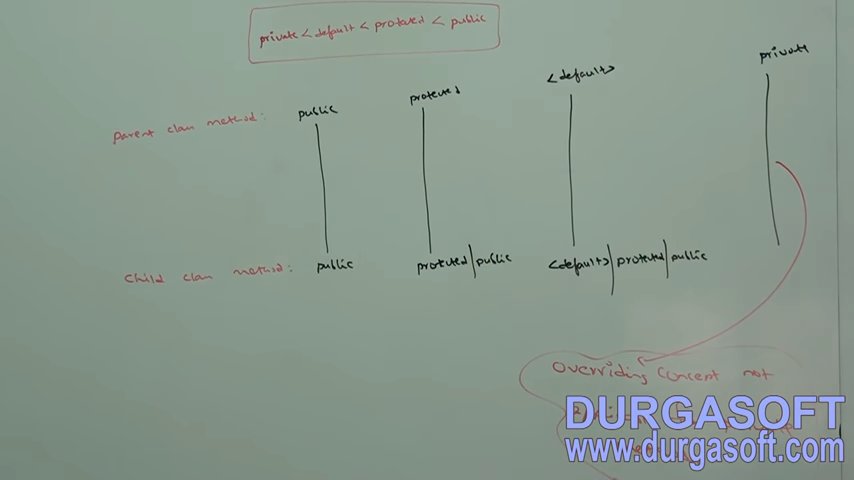 private < default < protected < public
private
<default>
protected
public
Parent class method:
Child class method: public protected | public <default> | protected | public
Overriding concept not
DURGASOFT
www.durgasoft.com